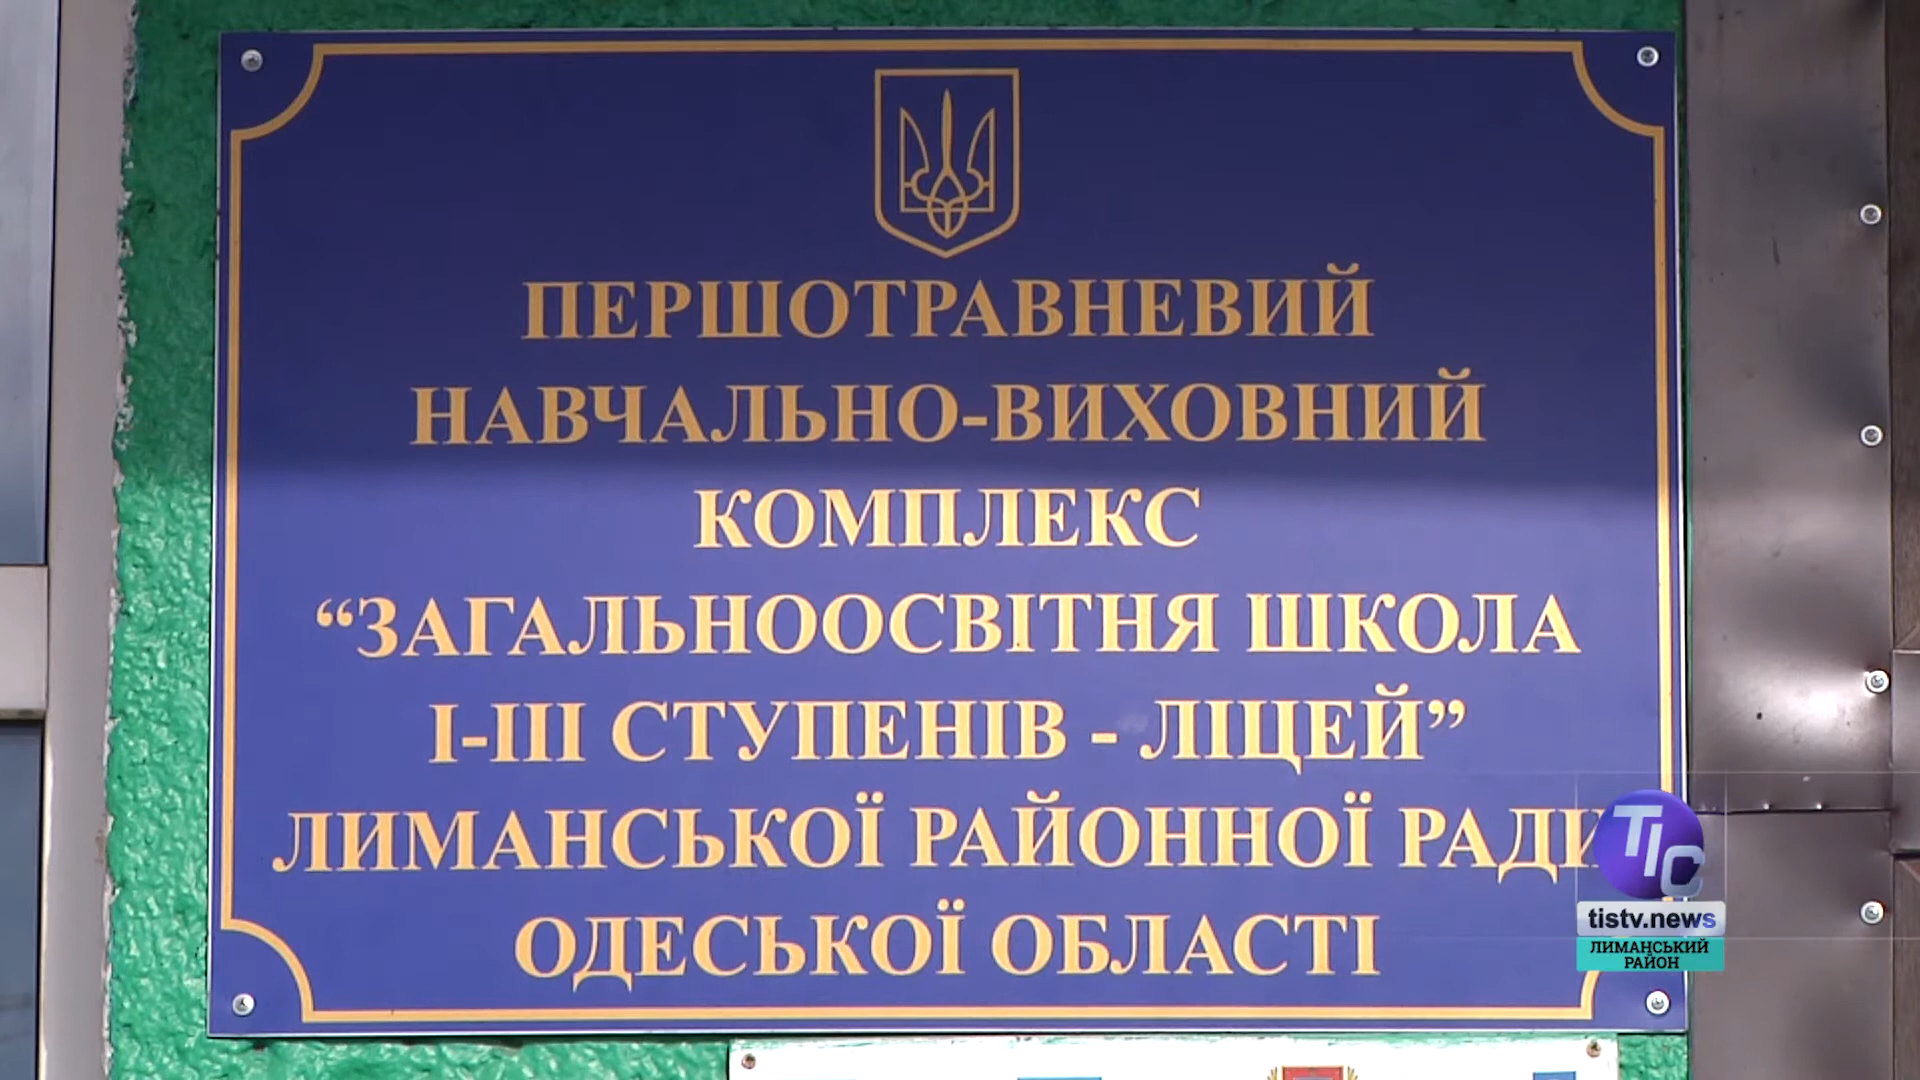 ПЕРШОТРАВНЕВИЙ
НАВЧАЛЬНО-ВИХОВНИЙ
КОМПЛЕКС
“ЗАГАЛЬНООСВІТНЯ ШКОЛА
І-ІІІ СТУПЕНІВ - ЛІЦЕЙ”
ЛИМАНСЬКОЇ РАЙОННОЇ РАДИ
ОДЕСЬКОЇ ОБЛАСТІ
ТІС
tistv.news
ЛИМАНСЬКИЙ
РАЙОН